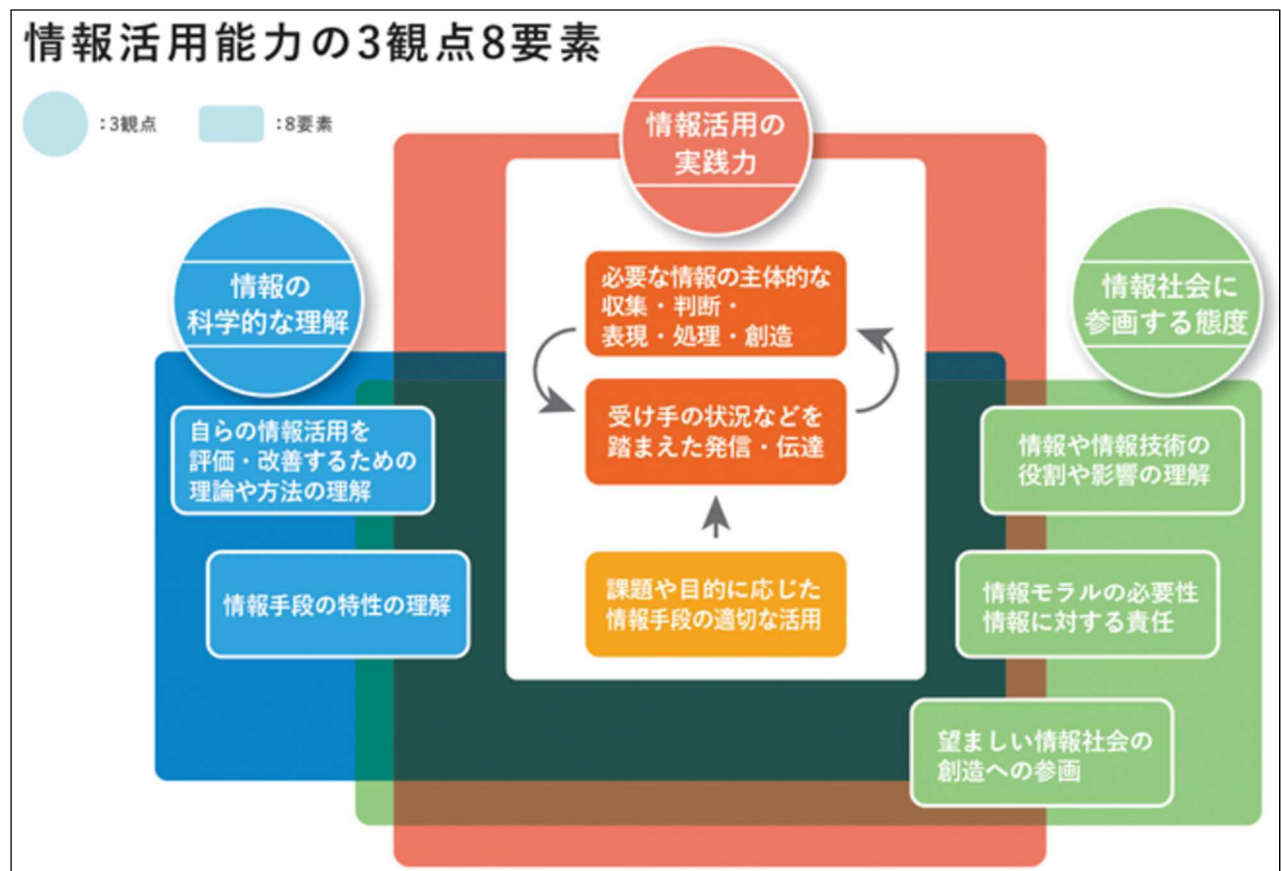 情報活用能力の3観点8要素
:3観点
:8要素
情報活用の
実践力
情報の
科学的な理解
情報社会に
参画する態度
必要な情報の主体的な
収集・判断・
表現・処理・創造
受け手の状況などを
踏まえた発信・伝達
課題や目的に応じた
情報手段の適切な活用
自らの情報活用を
評価・改善するための
理論や方法の理解
情報手段の特性の理解
情報や情報技術の
役割や影響の理解
情報モラルの必要性
情報に対する責任
望ましい情報社会の
創造への参画